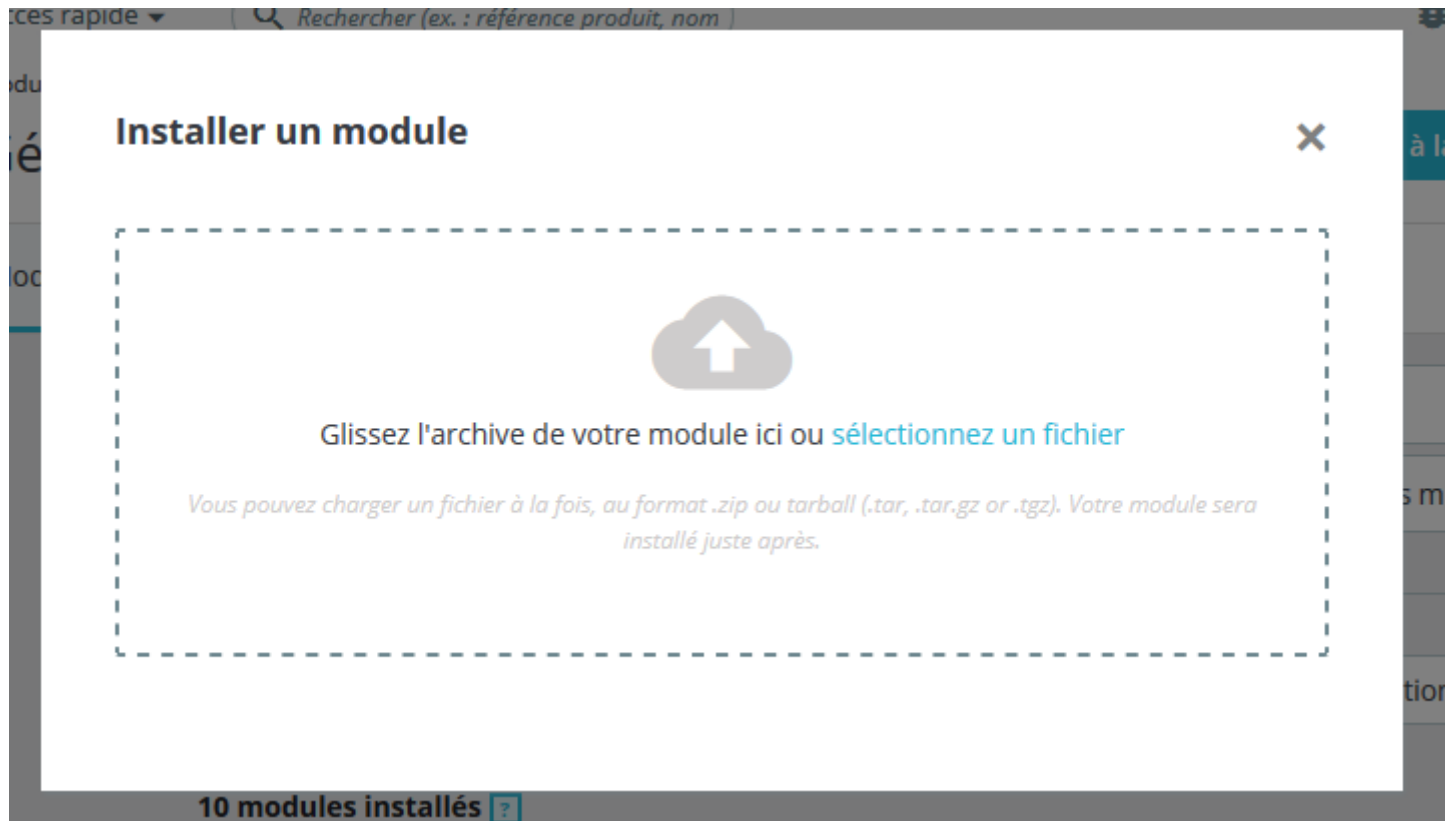 rapide
Rechercher (ex. : référence produit, nom
Installer un module
à la
Glissez l'archive de votre module ici ou sélectionnez un fichier
Vous pouvez charger un fichier à la fois, au format .zip ou tarball (.tar, .tar.gz or .tgz). Votre module sera
installé juste après.
10 modules installés ?